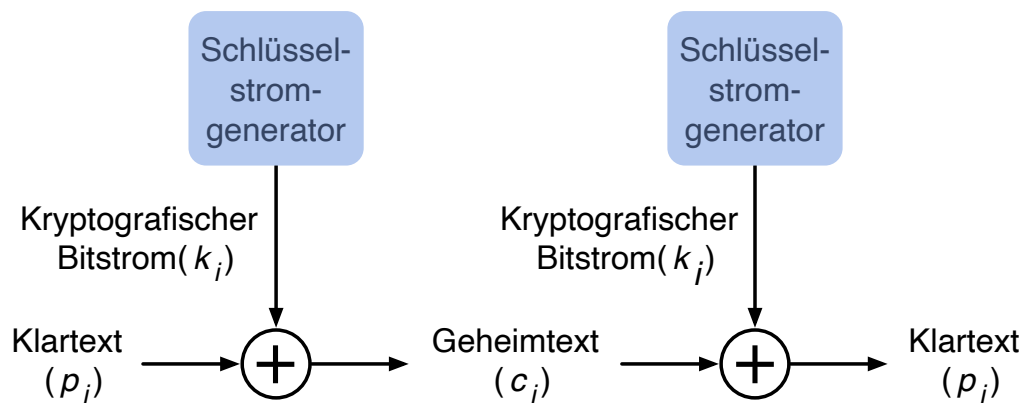 Schlüssel-
strom-
generator
Schlüssel-
strom-
generator
Kryptografischer
Bitstrom( k i )
Kryptografischer
Bitstrom( k i )
Klartext
( p i )
Geheimtext
( c i )
Klartext
( p i )